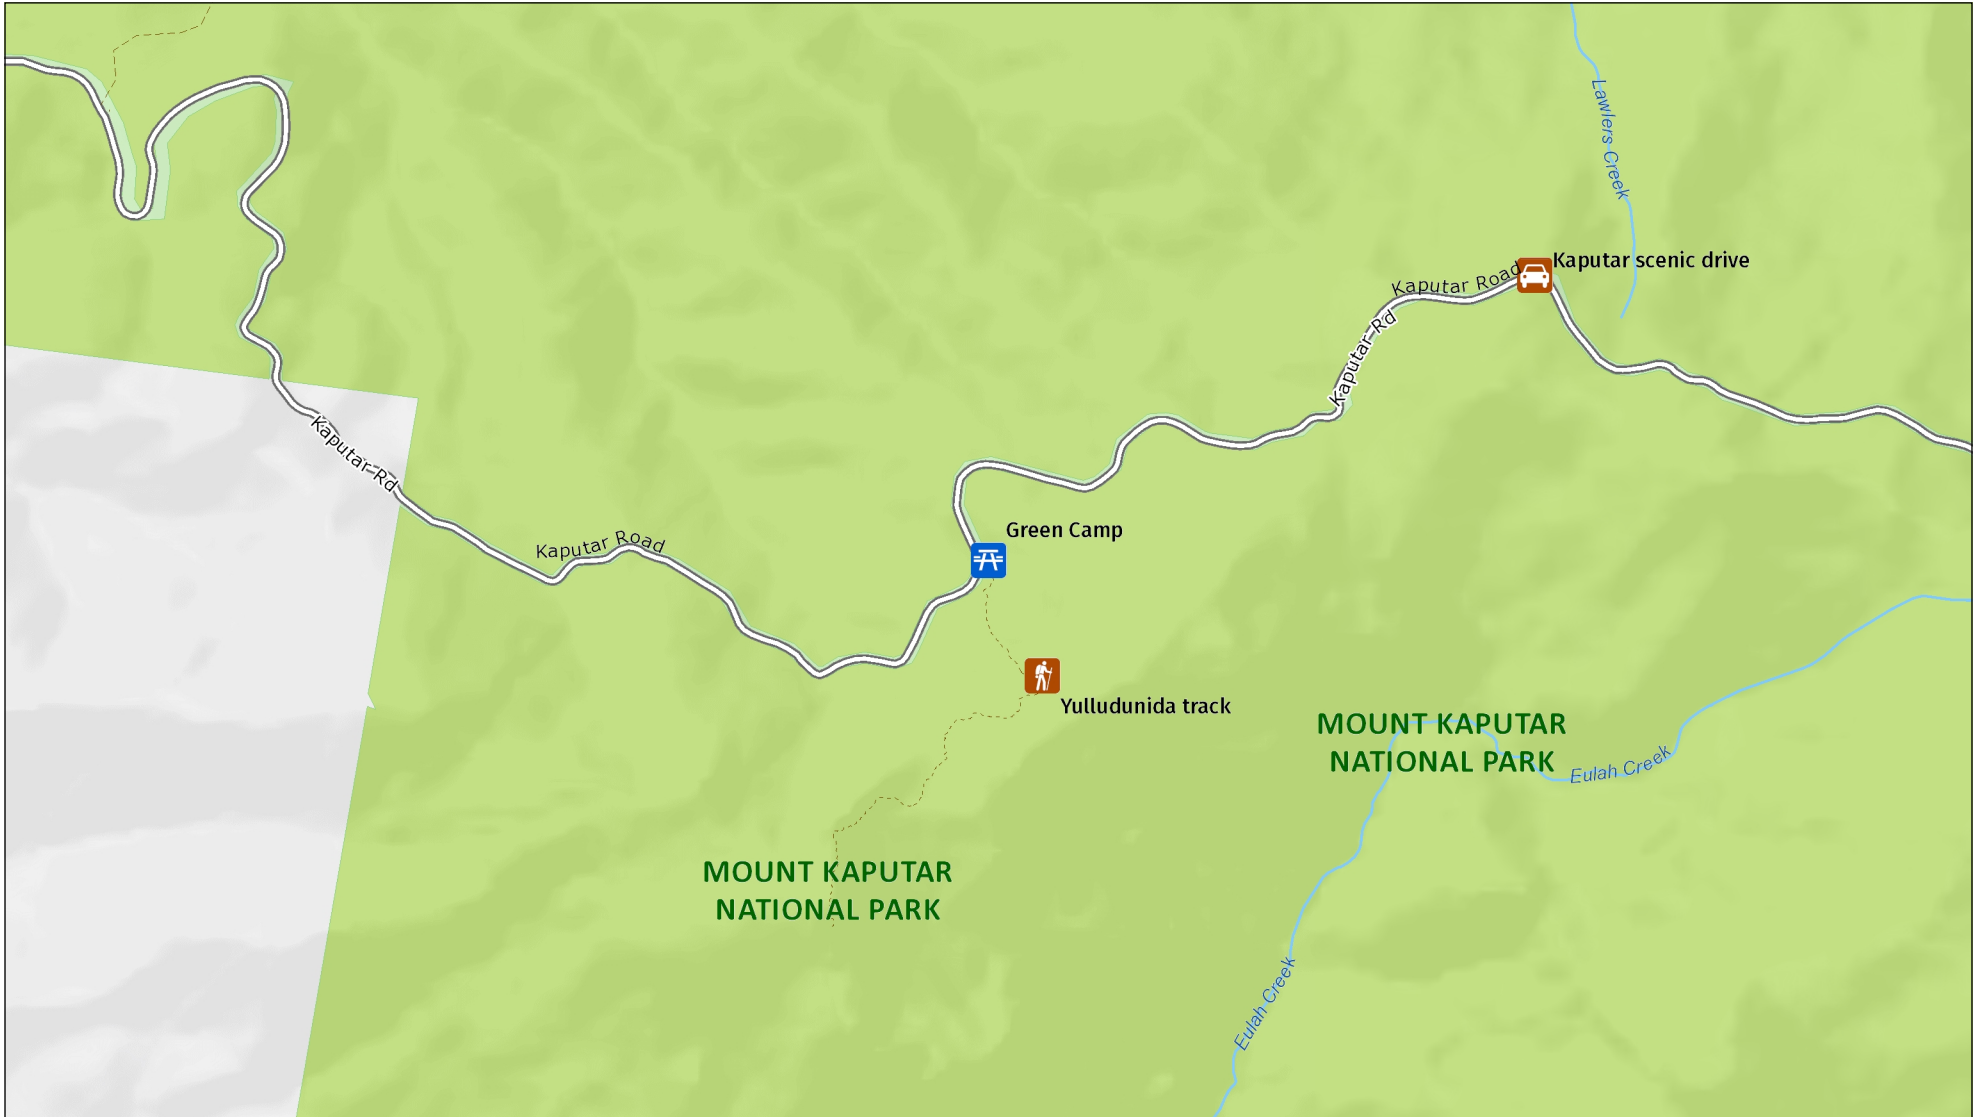 Lawlers Creek
Kaputar scenic drive
Kaputar Road
Kaputar Rd
Kaputar Rd
Green Camp
Kaputar Road
Yulludunida track
MOUNT KAPUTAR
NATIONAL PARK
Eulah Creek
MOUNT KAPUTAR
NATIONAL PARK
Eulah Creek